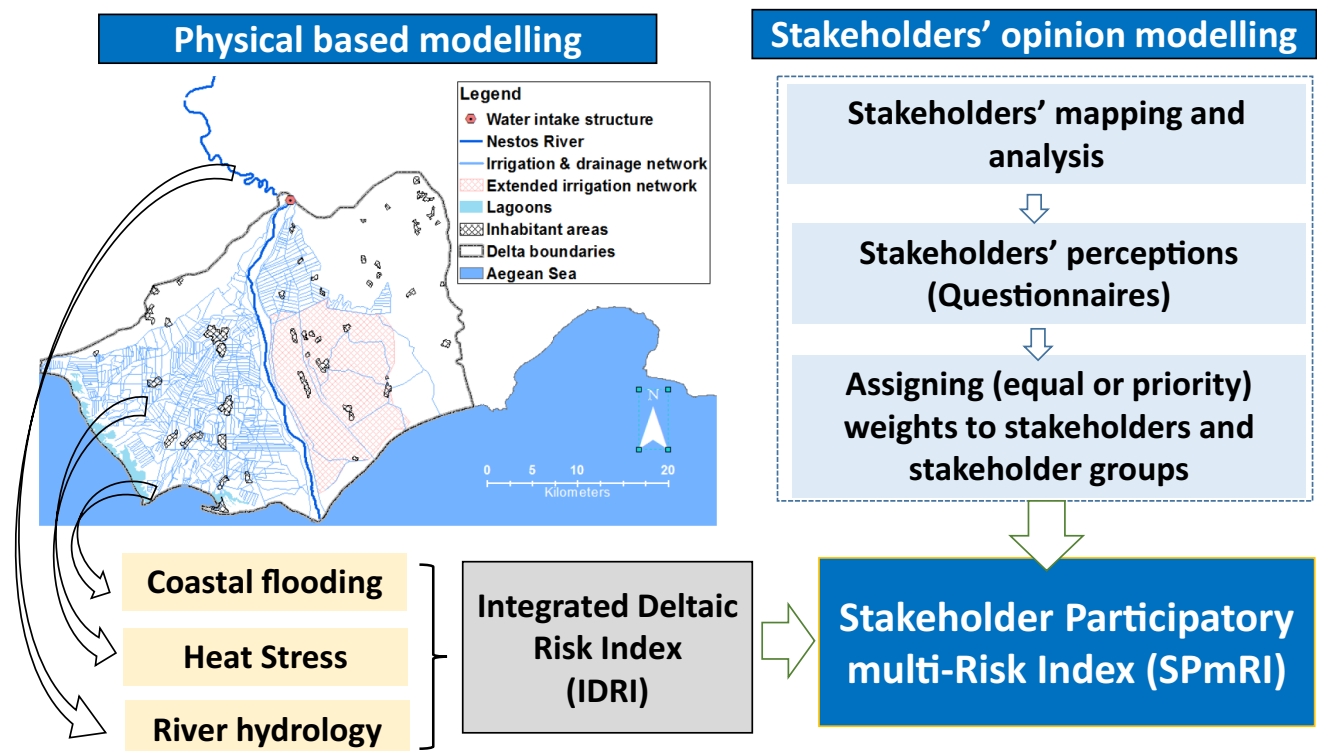 Physical based modelling
Stakeholders' opinion modelling
Legend
Water intake structure
Nestos River
Irrigation & drainage network
Extended irrigation network
Lagoons
Inhabitant areas
Delta boundaries
Aegean Sea
N
0 5 10 20
Kilometers
Stakeholders' mapping and
analysis
Stakeholders' perceptions
(Questionnaires)
Assigning (equal or priority)
weights to stakeholders and
stakeholder groups
Coastal flooding
Heat Stress
River hydrology
Integrated Deltaic
Risk Index
(IDRI)
Stakeholder Participatory
multi-Risk Index (SPmRI)